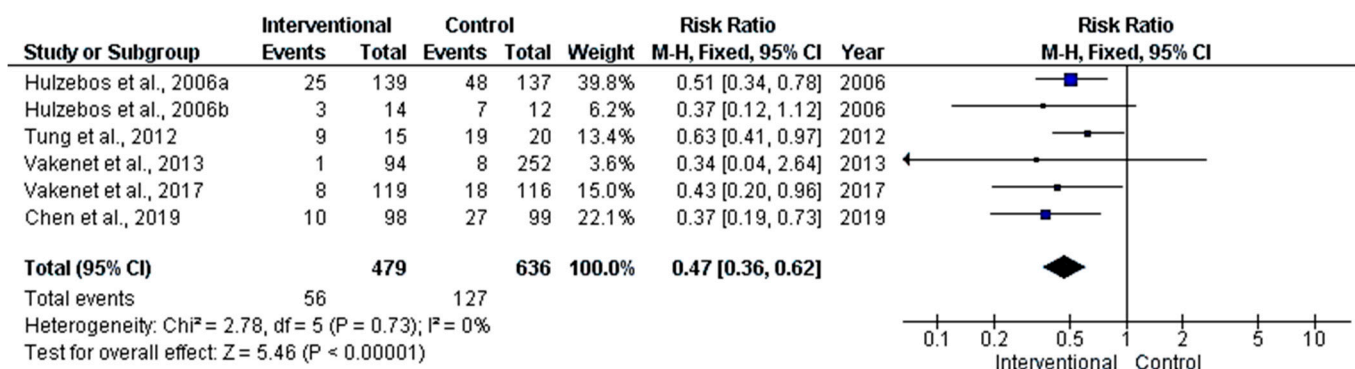 Interventional Control Risk Ratio Risk Ratio
Study or Subgroup Events Total Events Total Weight M-H, Fixed, 95% CI Year M-H, Fixed, 95% CI
Hulzebos et al., 2006a 25 139 48 137 39.8% 0.51 [0.34, 0.78] 2006
Hulzebos et al., 2006b 3 14 7 12 6.2% 0.37 [0.12, 1.12] 2006
Tung et al., 2012 9 15 19 20 13.4% 0.63 [0.41, 0.97] 2012
Vakenet et al., 2013 1 94 8 252 3.6% 0.34 [0.04, 2.64] 2013
Vakenet et al., 2017 8 119 18 116 15.0% 0.43 [0.20, 0.96] 2017
Chen et al., 2019 10 98 27 99 22.1% 0.37 [0.19, 0.73] 2019
Total (95% CI) 479 636 100.0% 0.47 [0.36, 0.62]
Total events 56 127
Heterogeneity: Chi² = 2.78, df = 5 (P = 0.73); I² = 0%
Test for overall effect: Z = 5.46 (P < 0.00001)
0.1 0.2 0.5 1 2 5 10
Interventional Control